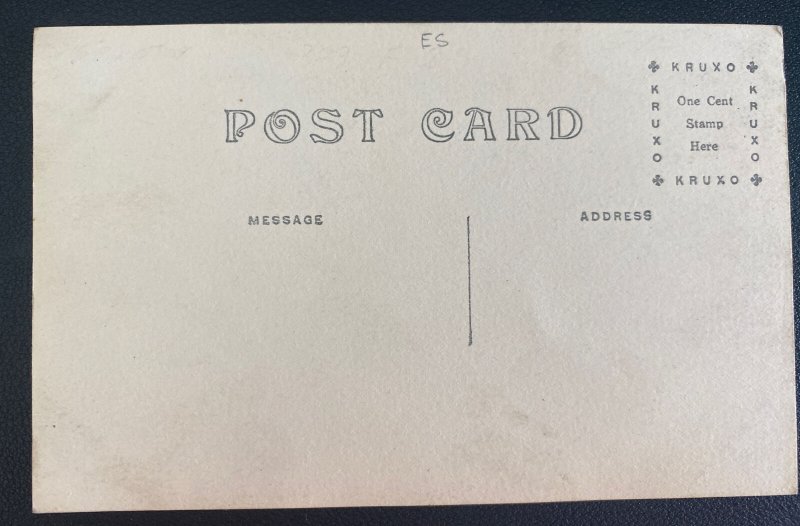 ES
POST CARD
KRUXO
KRUXO
One Cent
Stamp
Here
KRUXO
KRUXO
MESSAGE
ADDRESS